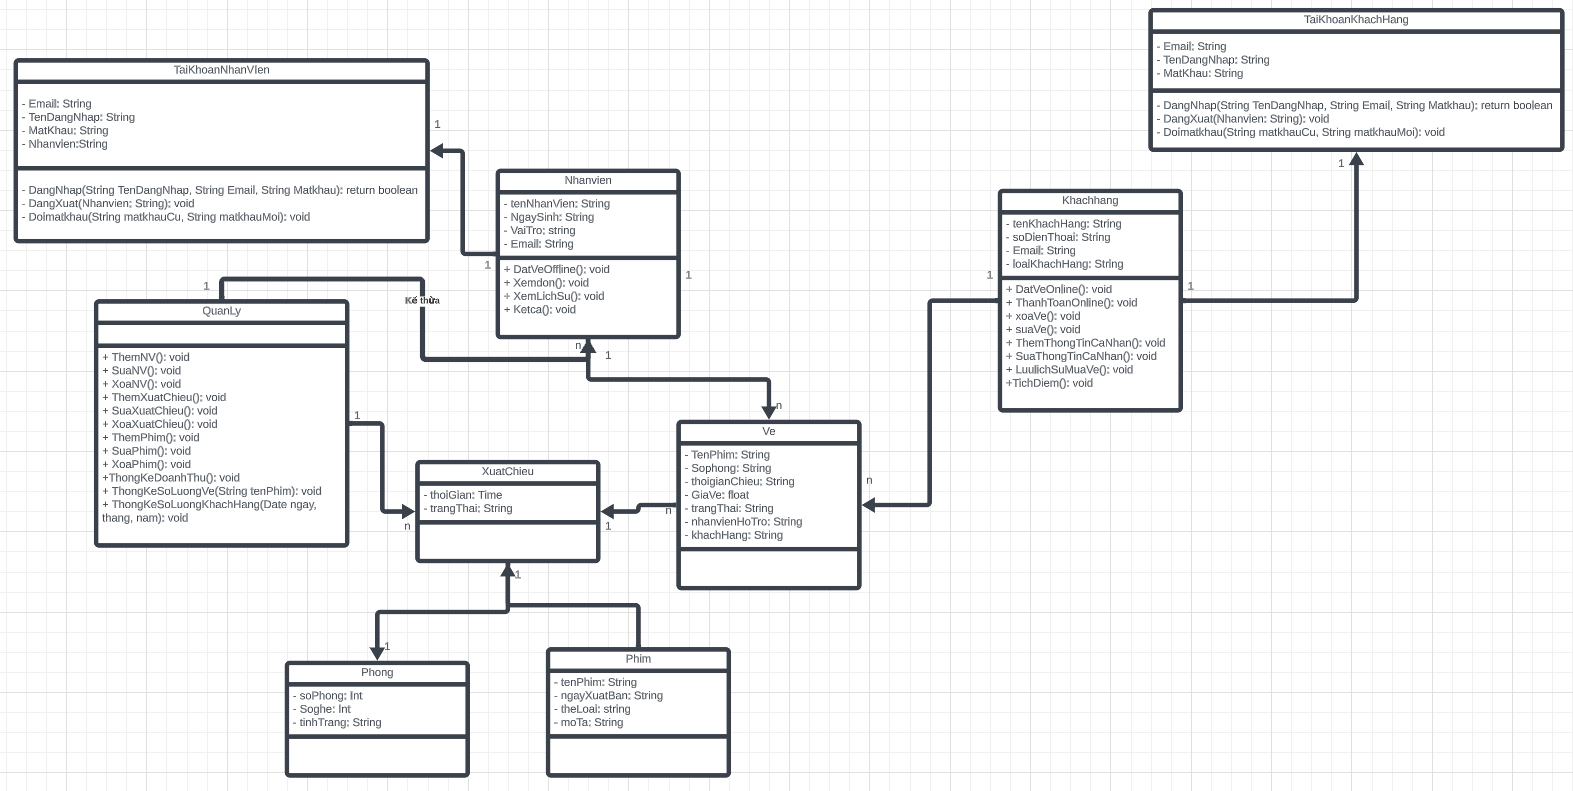 TaiKhoanNhanVien
- Email: String
- TenDangNhap: String
- MatKhau: String
- Nhanvien:String
- DangNhap(String TenDangNhap, String Email, String Matkhau): return boolean
- DangXuat(Nhanvien: String): void
- Doimatkhau(String matkhauCu, String matkhauMoi): void
1
Nhanvien
- tenNhanVien: String
- NgaySinh: String
- VaiTro: string
- Email: String
+ DatVeOffline(): void
+ Xemdon(): void
+ XemLichSu(): void
+ Ketca(): void
1
1
n
1
TaiKhoanKhachHang
- Email: String
- TenDangNhap: String
- MatKhau: String
- DangNhap(String TenDangNhap, String Email, String Matkhau): return boolean
- DangXuat(Nhanvien: String): void
- Doimatkhau(String matkhauCu, String matkhauMoi): void
1
Khachhang
- tenKhachHang: String
- soDienThoai: String
- Email: String
- loaiKhachHang: String
+ DatVeOnline(): void
+ ThanhToanOnline(): void
+ xoaVe(): void
+ suaVe(): void
+ ThemThongTinCaNhan(): void
+ SuaThongTinCaNhan(): void
+ LuulichSuMuaVe(): void
+TichDiem(): void
1
1
1
Kế thừa
QuanLy
+ ThemNV(): void
+ SuaNV(): void
+ XoaNV(): void
+ ThemXuatChieu(): void
+ SuaXuatChieu(): void
+ XoaXuatChieu(): void
+ ThemPhim(): void
+ SuaPhim(): void
+ XoaPhim(): void
+ThongKeDoanhThu(): void
+ ThongKeSoLuongVe(String tenPhim): void
+ ThongKeSoLuongKhachHang(Date ngay,
thang, nam): void
1
n
XuatChieu
- thoiGian: Time
- trangThai: String
1
1
n
n
Ve
- TenPhim: String
- Sophong: String
- thoigianChieu: String
- GiaVe: float
- trangThai: String
- nhanvienHoTro: String
- khachHang: String
n
1
Phong
- soPhong: Int
- Soghe: Int
- tinhTrang: String
Phim
- tenPhim: String
- ngayXuatBan: String
- theLoai: string
- moTa: String